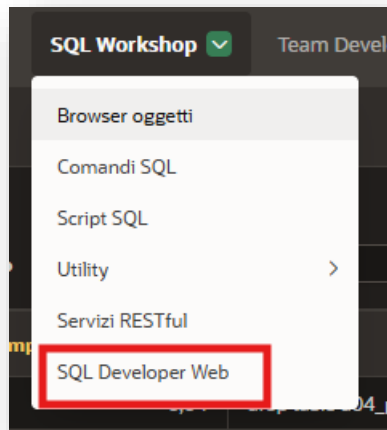 SQL Workshop Team Devel
Browser oggetti
Comandi SQL
Script SQL
Utility
Servizi RESTful
SQL Developer Web